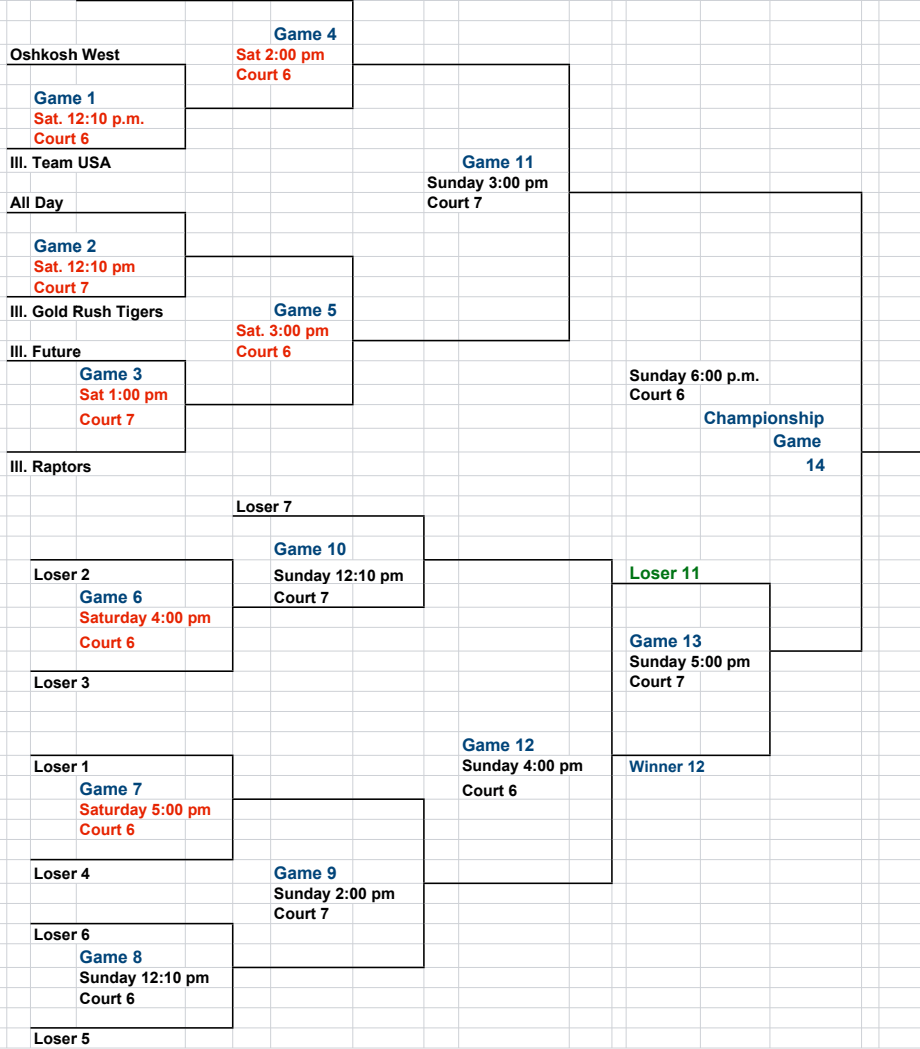 Game 4
Sat 2:00 pm
Court 6
Oshkosh West
Game 1
Sat. 12:10 p.m.
Court 6
Ill. Team USA
Game 11
Sunday 3:00 pm
Court 7
All Day
Game 2
Sat. 12:10 pm
Court 7
Ill. Gold Rush Tigers
Game 5
Sat. 3:00 pm
Court 6
Ill. Future
Game 3
Sat 1:00 pm
Court 7
Ill. Raptors
Sunday 6:00 p.m.
Court 6
Championship
Game
14
Loser 7
Game 10
Sunday 12:10 pm
Court 7
Loser 2
Game 6
Saturday 4:00 pm
Court 6
Loser 3
Loser 11
Game 13
Sunday 5:00 pm
Court 7
Winner 12
Game 12
Sunday 4:00 pm
Court 6
Loser 1
Game 7
Saturday 5:00 pm
Court 6
Loser 4
Game 9
Sunday 2:00 pm
Court 7
Loser 6
Game 8
Sunday 12:10 pm
Court 6
Loser 5